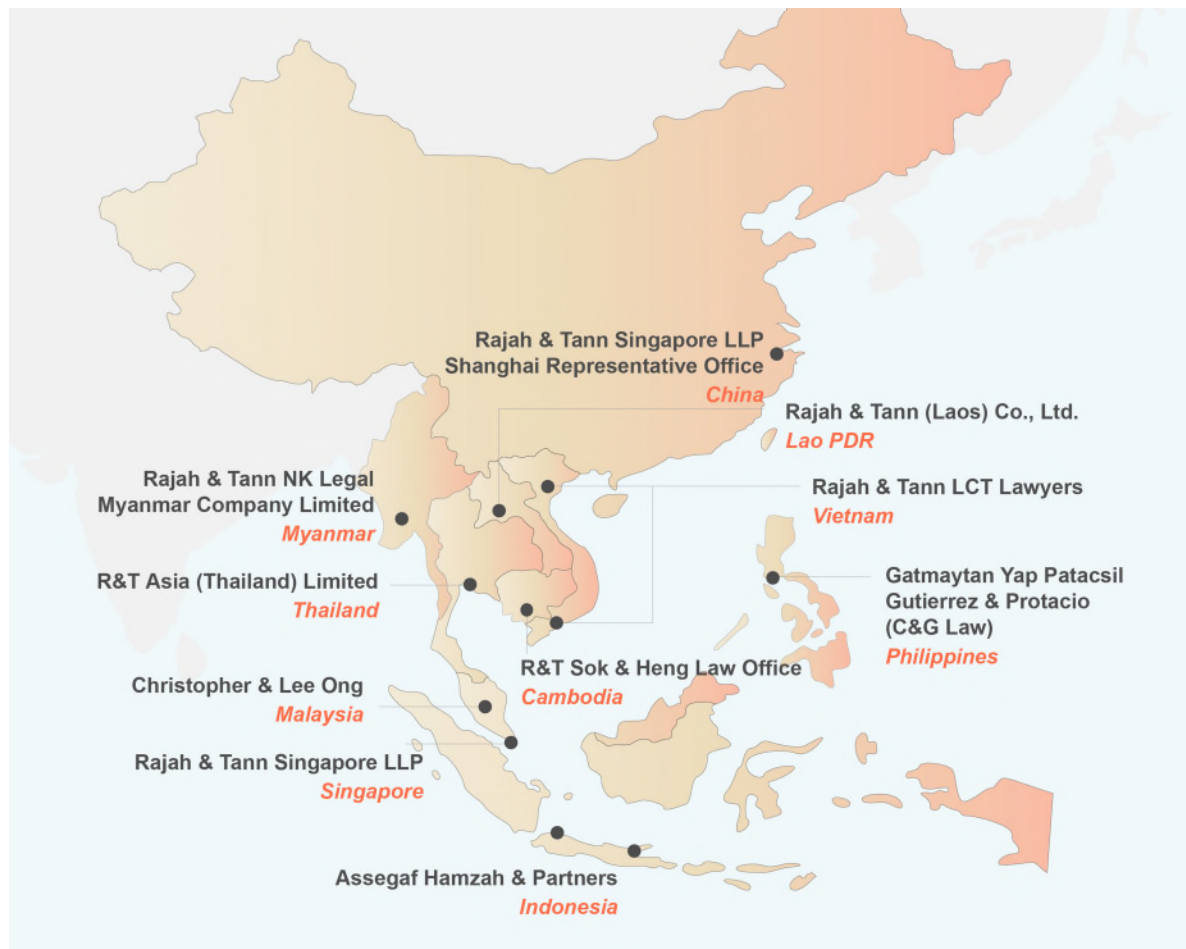 Rajah & Tann Singapore LLP
Shanghai Representative Office
China
Rajah & Tann (Laos) Co., Ltd.
Lao PDR
Rajah & Tann NK Legal
Myanmar Company Limited
Myanmar
Rajah & Tann LCT Lawyers
Vietnam
R&T Asia (Thailand) Limited
Thailand
Gatmaytan Yap Patacsil
Gutierrez & Protacio
(C&G Law)
Philippines
R&T Sok & Heng Law Office
Cambodia
Christopher & Lee Ong
Malaysia
Rajah & Tann Singapore LLP
Singapore
Assegaf Hamzah & Partners
Indonesia